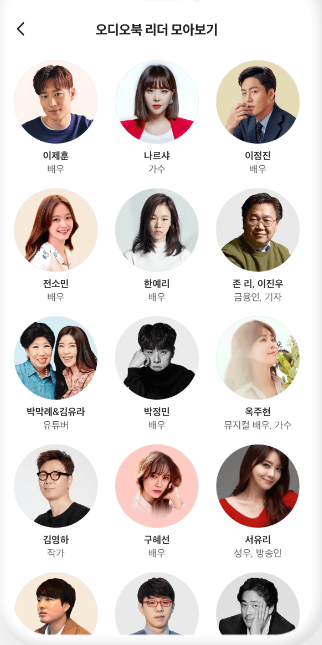 오디오북 리더 모아보기
이제훈
배우
나르샤
가수
이정진
배우
전소민
배우
한예리
배우
존 리, 이진우
금융인, 기자
박막례&김유라
유튜버
박정민
배우
옥주현
뮤지컬 배우, 가수
김영하
작가
구혜선
배우
서유리
성우, 방송인